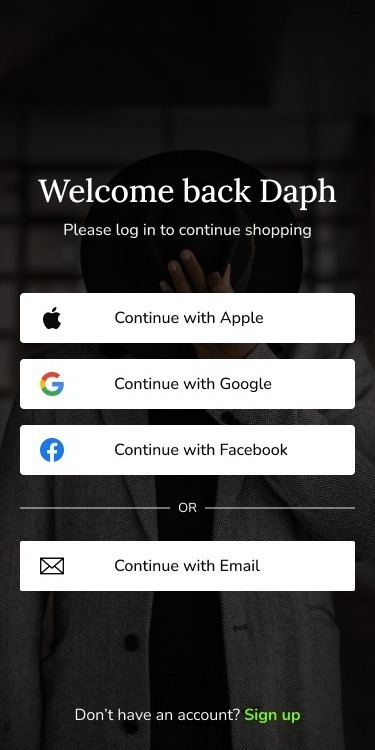 Welcome back Daph
Please log in to continue shopping
Continue with Apple
Continue with Google
Continue with Facebook
OR
Continue with Email
Don’t have an account? Sign up